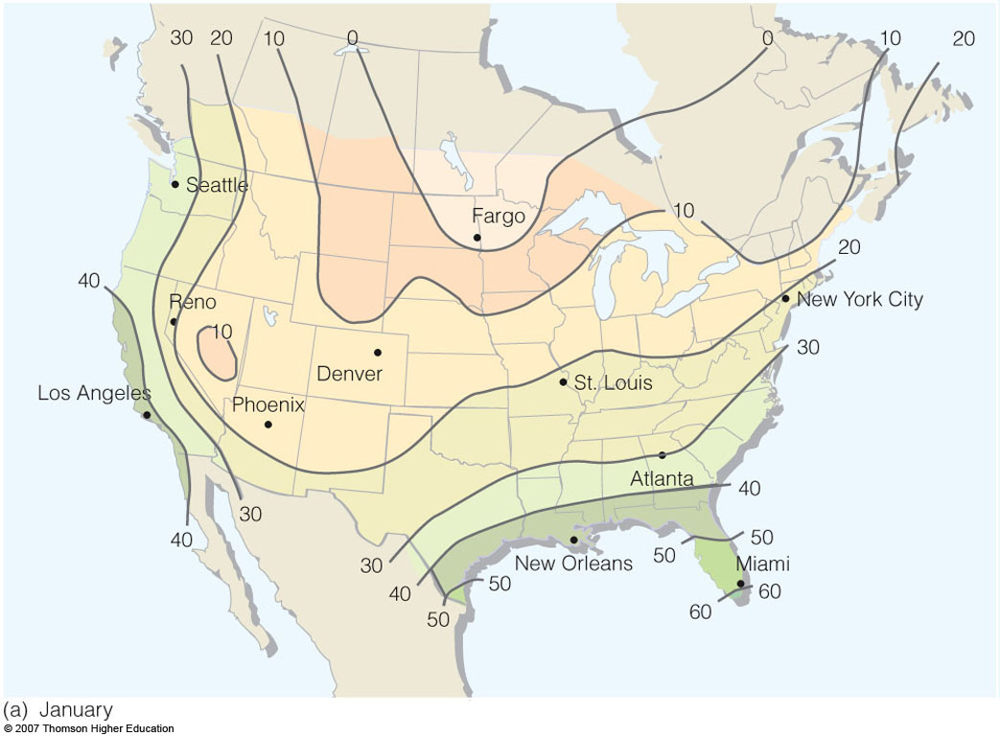 30 20 10 0 0 10 20
Seattle
Fargo
10
20
40
Reno
New York City
10
30
Denver
St. Louis
Los Angeles
Phoenix
Atlanta
40
30
40
50
50
30
New Orleans
Miami
50
60
40
60
50
(a) January
© 2007 Thomson Higher Education